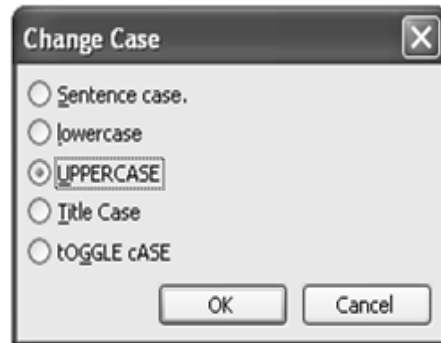 Change Case
Sentence case.
lowercase
UPPERCASE
Title Case
tOGGLE cASE
OK Cancel